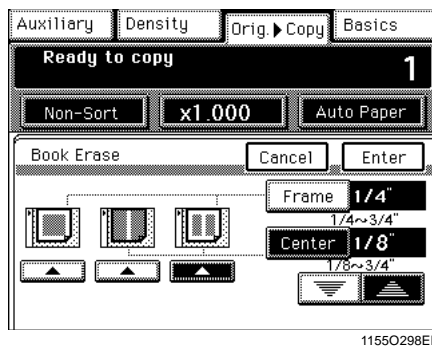 Auxiliary Density Orig.▶Copy Basics
Ready to copy 1
Non-Sort x1.000 Auto Paper
Book Erase Cancel Enter
Frame 1/4"
1/4~3/4"
Center 1/8"
1/8~3/4"